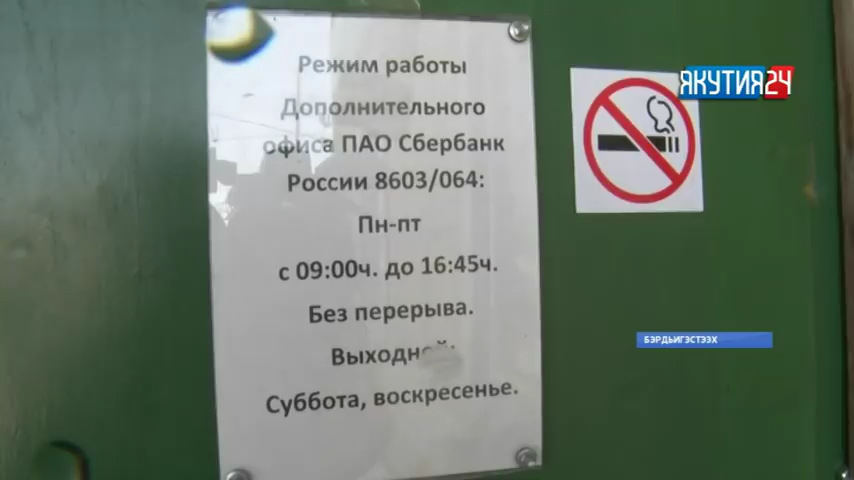 Режим работы
Дополнительного
офиса ПАО Сбербанк
России 8603/064:
Пн-пт
с 09:00ч. до 16:45ч.
Без перерыва.
Суббота, воскресенье.
ЯКУТИЯ24
БЭРДЬИГЭСТЭЭХ